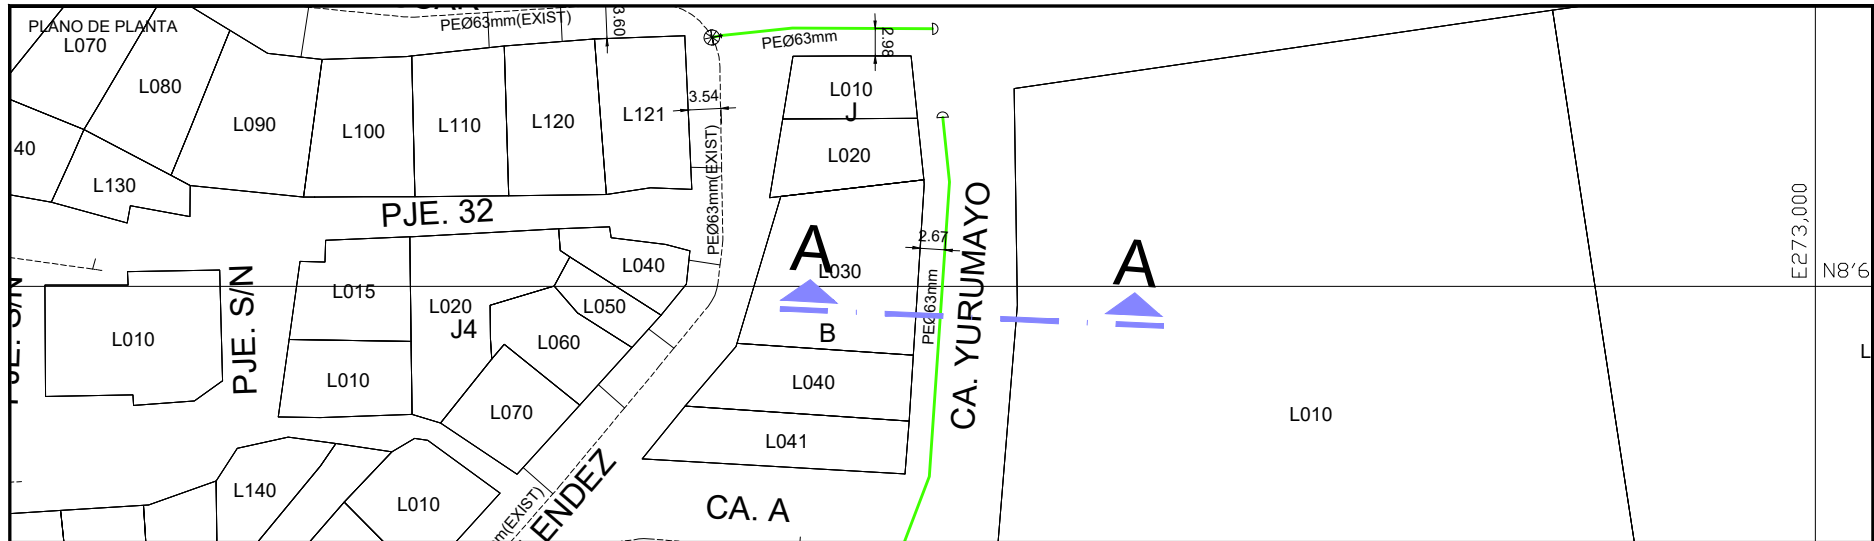 PLANO DE PLANTA
PEØ63mm(EXIST)
3.60
PEØ63mm
2.98
L070
L080
L090
L100
L110
L120
L121
3.54
L010
J
L020
40
L130
PJE. 32
PEØ63mm(EXIST)
A
L030
2.67
PEØ63mm
CA. YURUMAYO
A
E273,000
N8'6
PJE. S/N
L010
PJE. S/N
L015
L020
J4
L040
L050
L060
L010
L070
B
L040
L041
L010
L
L140
L010
m(EXIST)
ENDEZ
CA. A